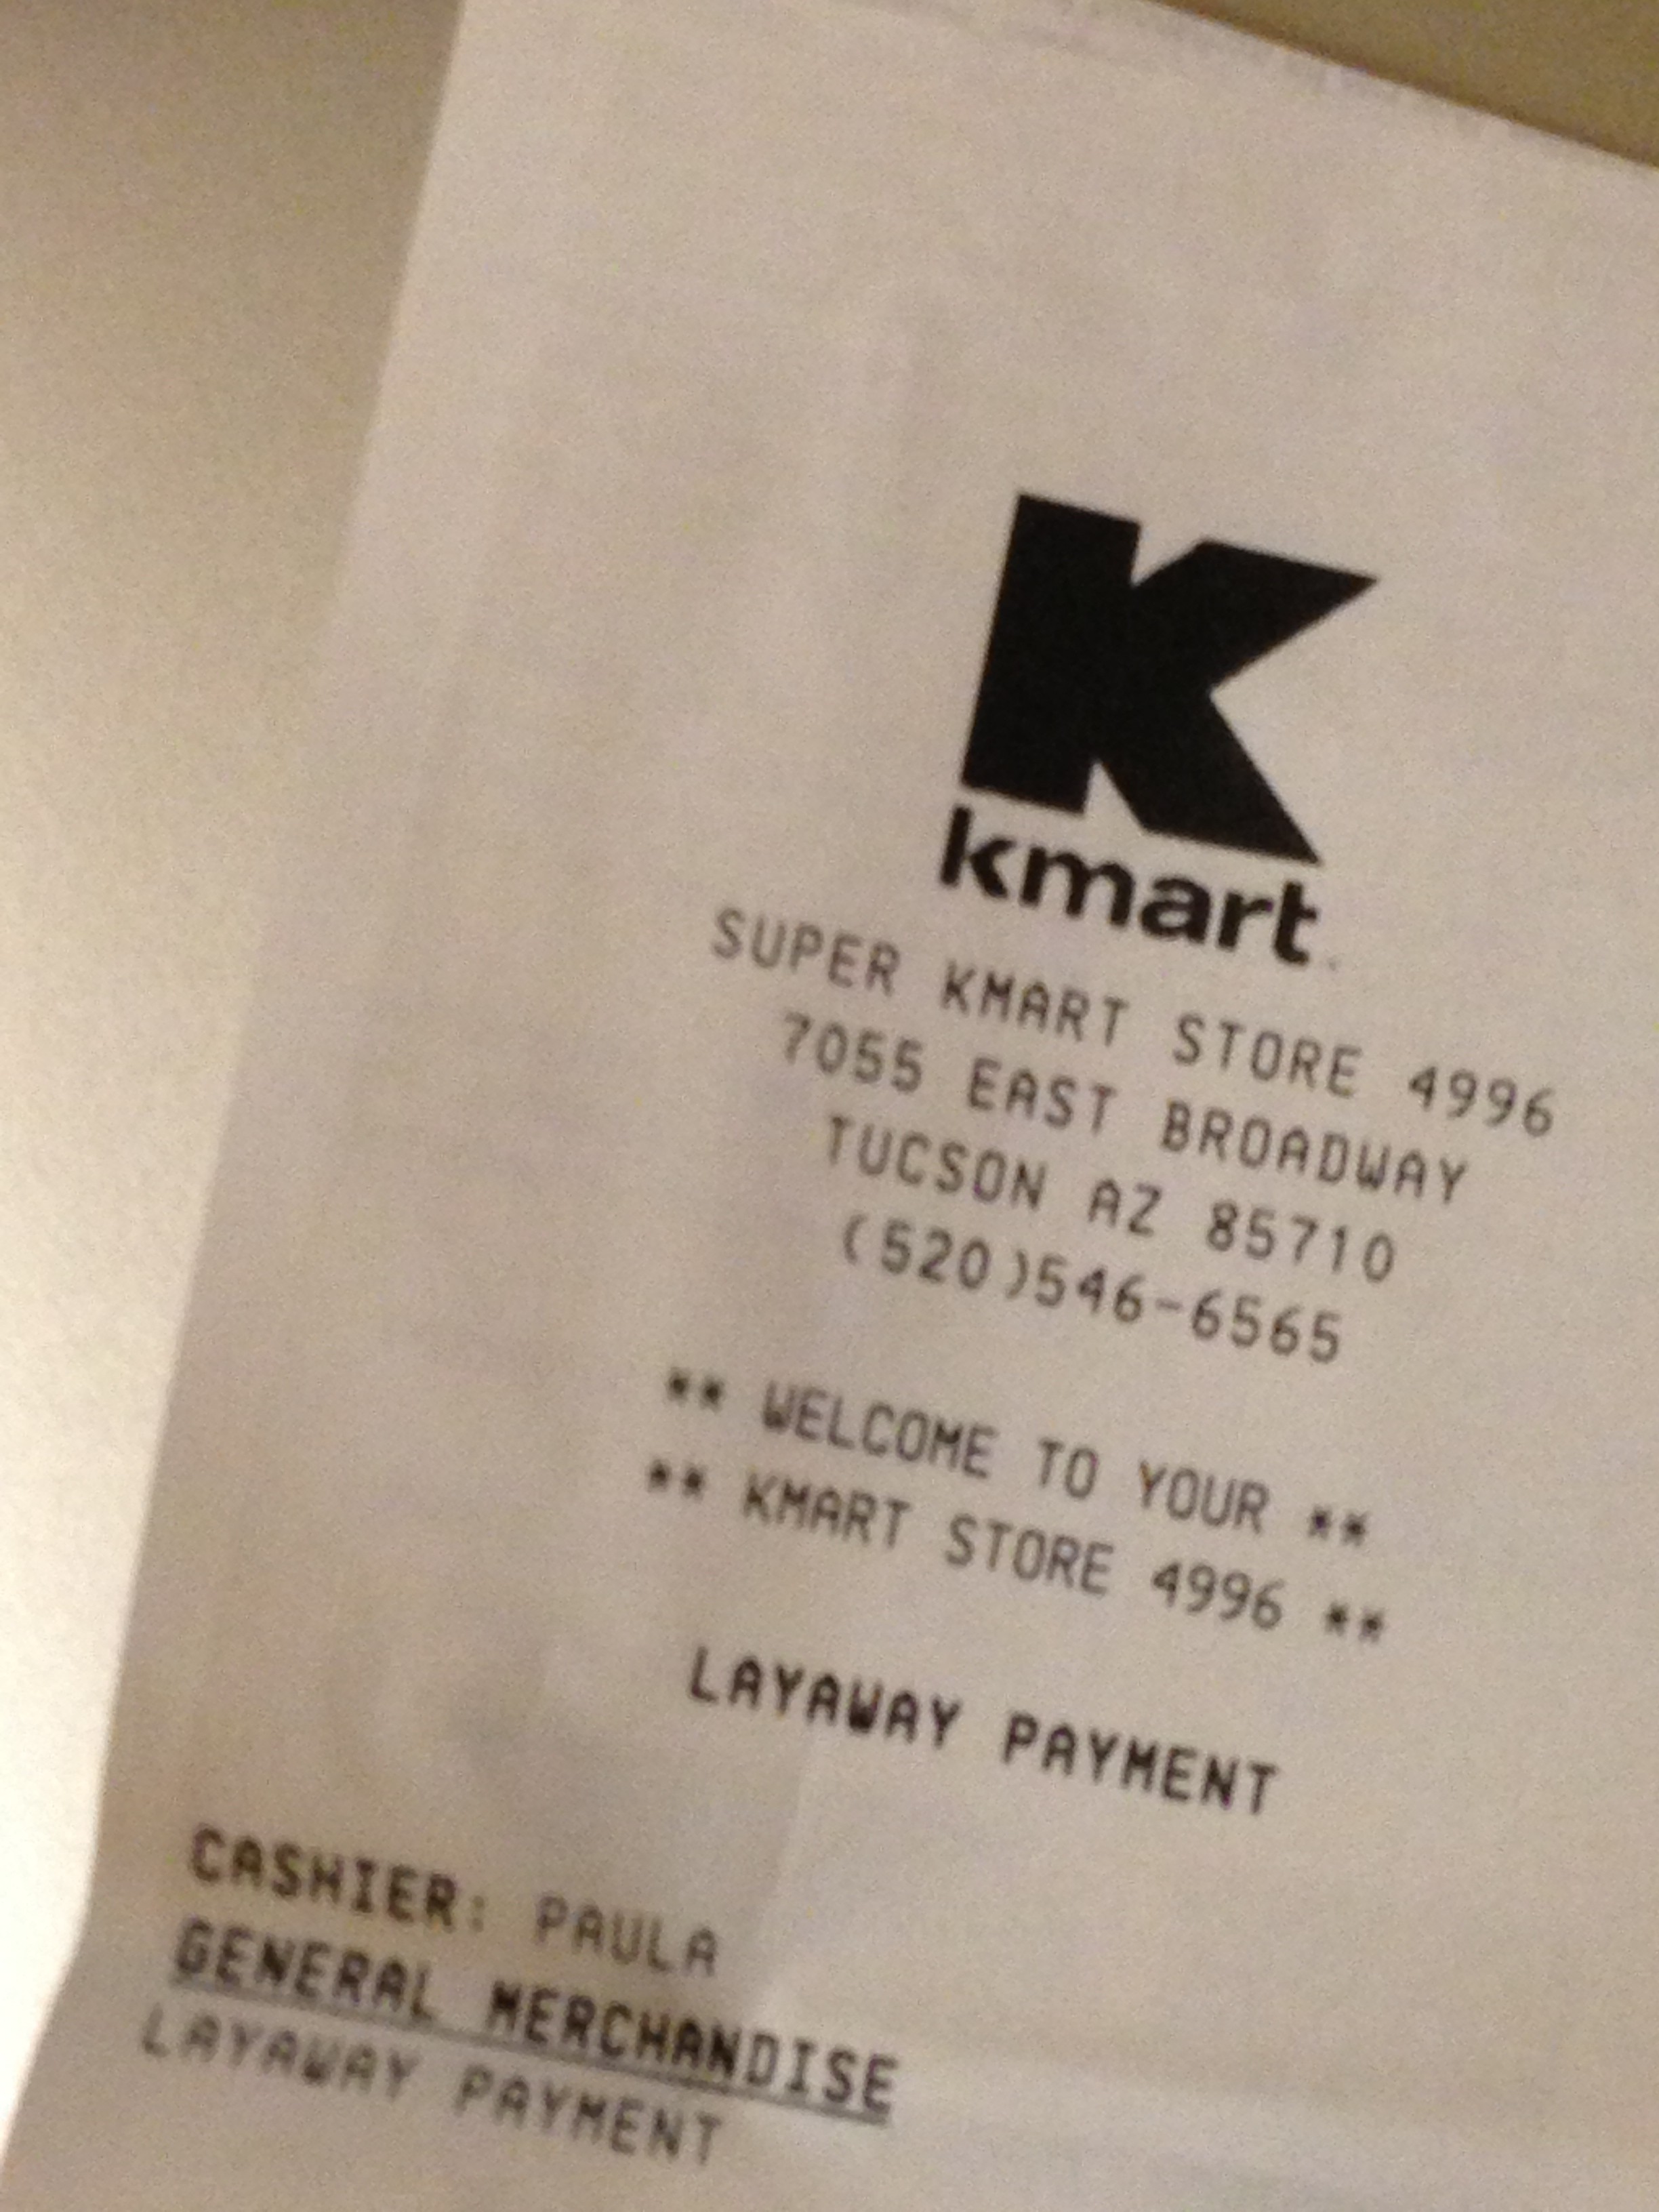 K
kmart
SUPER KMART STORE 4996
7055 EAST BROADWAY
TUCSON AZ 85710
(520)546-6565
** WELCOME TO YOUR **
** KMART STORE 4996 **
LAYAWAY PAYMENT
CASHIER: PAULA
GENERAL MERCHANDISE
LAYAWAY PAYMENT